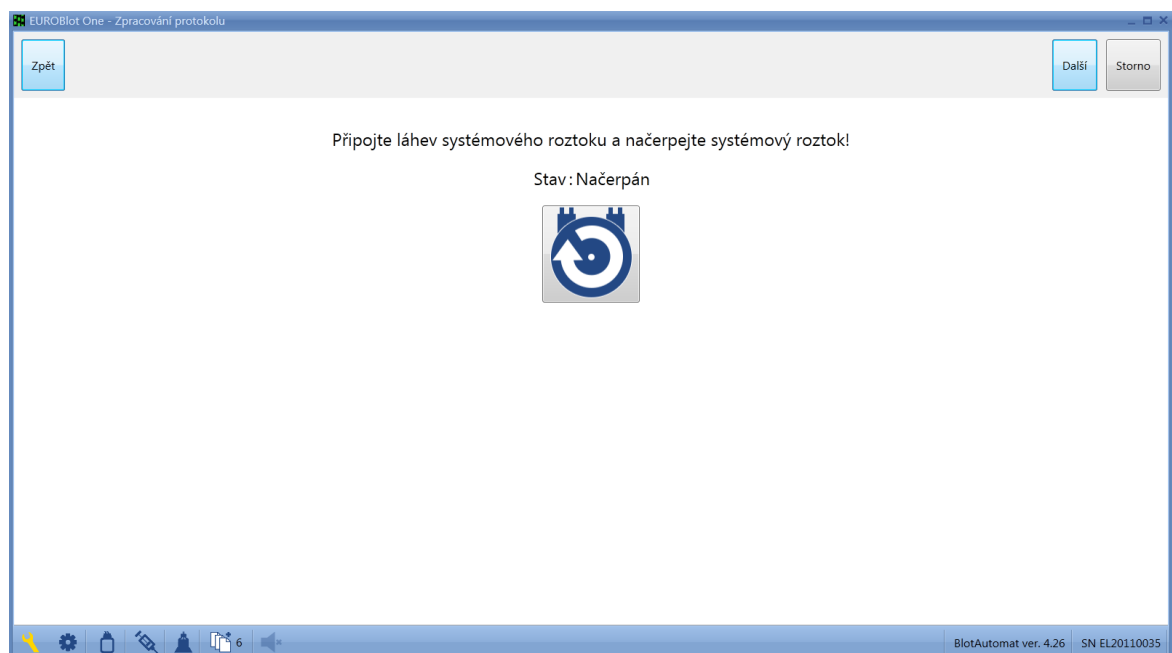 EUROBlot One - Zpracování protokolu
Zpět
Další
Storno
Připojte láhev systémového roztoku a načerpejte systémový roztok!
Stav : Načerpán
6
BlotAutomat ver. 4.26
SN EL20110035